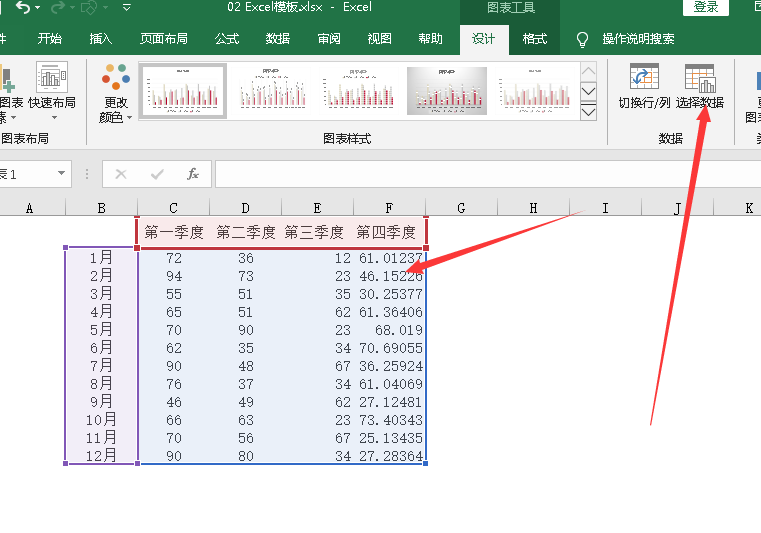 02 Excel模板.xlsx - Excel
图表工具
登录
件 开始 插入 页面布局 公式 数据 审阅 视图 帮助 设计 格式 操作说明搜索
图表 快速布局 更改 切换行/列 选择数据
素 颜色 图表
图表布局 图表样式 数据
表1 fx
A B C D E F G H I J K
第一季度 第二季度 第三季度 第四季度
1月 72 36 12 61.01237
2月 94 73 23 46.15226
3月 55 51 35 30.25377
4月 65 51 62 61.36406
5月 70 90 23 68.019
6月 62 35 34 70.69055
7月 90 48 67 36.25924
8月 76 37 34 61.04069
9月 46 49 62 27.12481
10月 66 63 23 73.40343
11月 70 56 67 25.13435
12月 90 80 34 27.28364